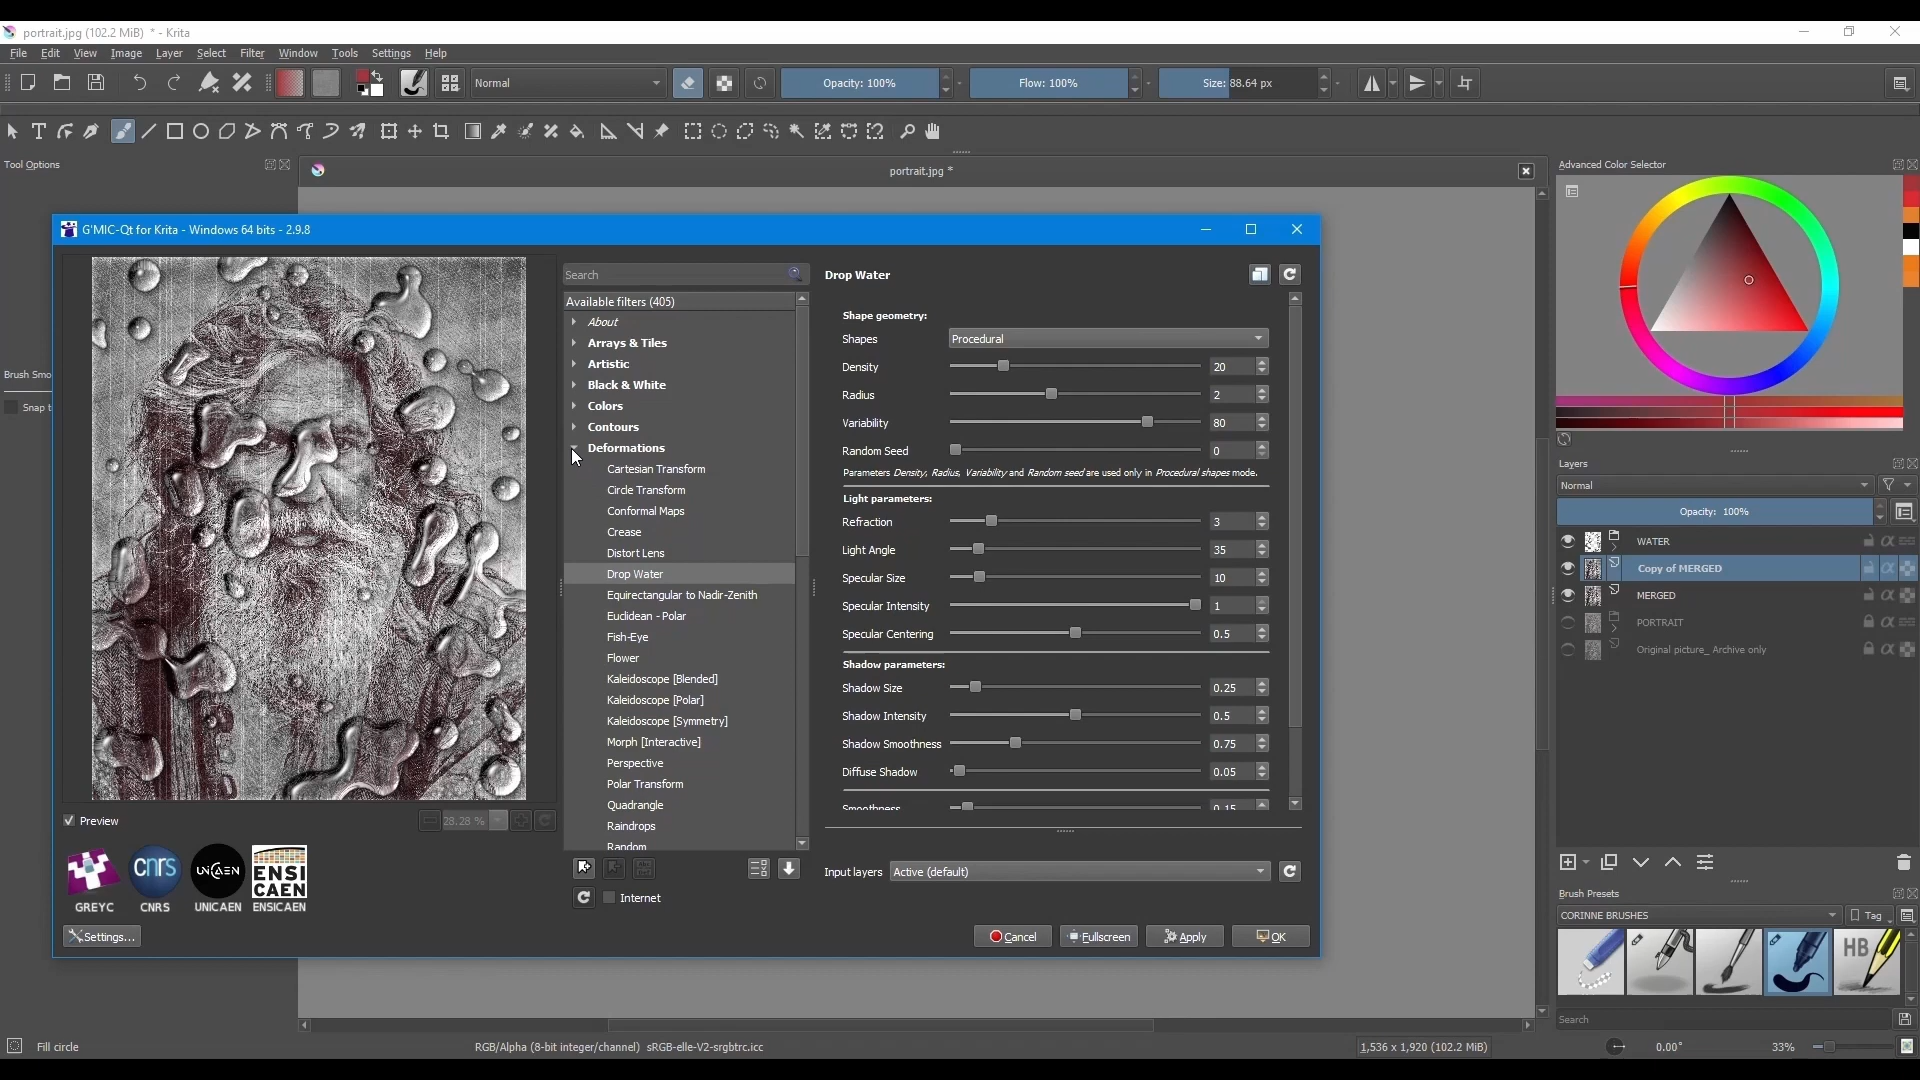 portrait.jpg (102.2 MiB) * - Krita
File Edit View Image Layer Select Filter Window Tools Settings Help
Normal
Opacity: 100%
Flow: 100%
Size: 88.64 px
Tool Options
portrait.jpg *
Advanced Color Selector
G'MIC-Qt for Krita - Windows 64 bits - 2.9.8
Search
Available filters (405)
About
Arrays & Tiles
Artistic
Black & White
Colors
Contours
Deformations
Cartesian Transform
Circle Transform
Conformal Maps
Crease
Distort Lens
Drop Water
Equirectangular to Nadir-Zenith
Euclidean - Polar
Fish-Eye
Flower
Kaleidoscope [Blended]
Kaleidoscope [Polar]
Kaleidoscope [Symmetry]
Morph [Interactive]
Perspective
Polar Transform
Quadrangle
Raindrops
Random
Internet
Drop Water
Shape geometry:
Shapes Procedural
Density 20
Radius 2
Variability 80
Random Seed 0
Parameters Density, Radius, Variability and Random seed are used only in Procedural shapes mode.
Light parameters:
Refraction 3
Light Angle 35
Specular Size 10
Specular Intensity 1
Specular Centering 0.5
Shadow parameters:
Shadow Size 0.25
Shadow Intensity 0.5
Shadow Smoothness 0.75
Diffuse Shadow 0.05
Smoothness 0.15
Input layers Active (default)
Cancel Fullscreen Apply OK
Brush Smo
Snap t
Preview
28.28 %
GREYC
cnrs
CNRS
UNICAEN
UNICAEN
ENSI
CAEN
ENSICAEN
Settings...
Layers
Normal
Opacity: 100%
WATER
Copy of MERGED
MERGED
PORTRAIT
Original picture_ Archive only
Brush Presets
CORINNE BRUSHES
Tag
HB
Search
Fill circle
RGB/Alpha (8-bit integer/channel) sRGB-elle-V2-srgbtrc.icc
1,536 x 1,920 (102.2 MiB)
0.00°
33%